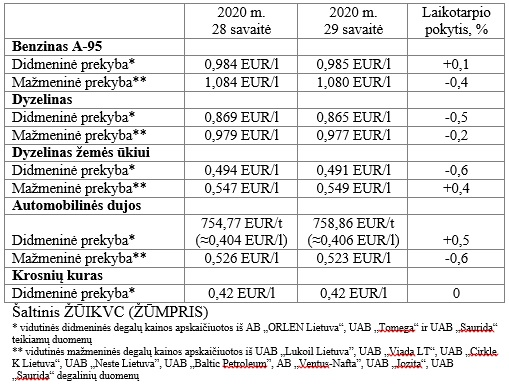 2020 m. 28 savaitė 2020 m. 29 savaitė Laikotarpio pokytis, %
Benzinas A-95
Didmeninė prekyba* 0,984 EUR/l 0,985 EUR/l +0,1
Mažmeninė prekyba** 1,084 EUR/l 1,080 EUR/l -0,4
Dyzelinas
Didmeninė prekyba* 0,869 EUR/l 0,865 EUR/l -0,5
Mažmeninė prekyba** 0,979 EUR/l 0,977 EUR/l -0,2
Dyzelinas žemės ūkiui
Didmeninė prekyba* 0,494 EUR/l 0,491 EUR/l -0,6
Mažmeninė prekyba** 0,547 EUR/l 0,549 EUR/l +0,4
Automobilinės dujos
754,77 EUR/t 758,86 EUR/t
Didmeninė prekyba* (≈0,404 EUR/l) (≈0,406 EUR/l) +0,5
Mažmeninė prekyba** 0,526 EUR/l 0,523 EUR/l -0,6
Krosnių kuras
Didmeninė prekyba* 0,42 EUR/l 0,42 EUR/l 0
Šaltinis ŽŪIKVC (ŽŪMPRIS)
* vidutinės didmeninės degalų kainos apskaičiuotos iš AB „ORLEN Lietuva“, UAB „Tomega“ ir UAB „Saurida“
teikiamų duomenų
** vidutinės mažmeninės degalų kainos apskaičiuotos iš UAB „Lukoil Lietuva”, UAB „Viada LT“, UAB „Cirkle
K Lietuva“, UAB „Neste Lietuva”, UAB „Baltic Petroleum”, AB „Ventus-Nafta”, UAB „Jozita“, UAB
„Saurida“ degalinių duomenų